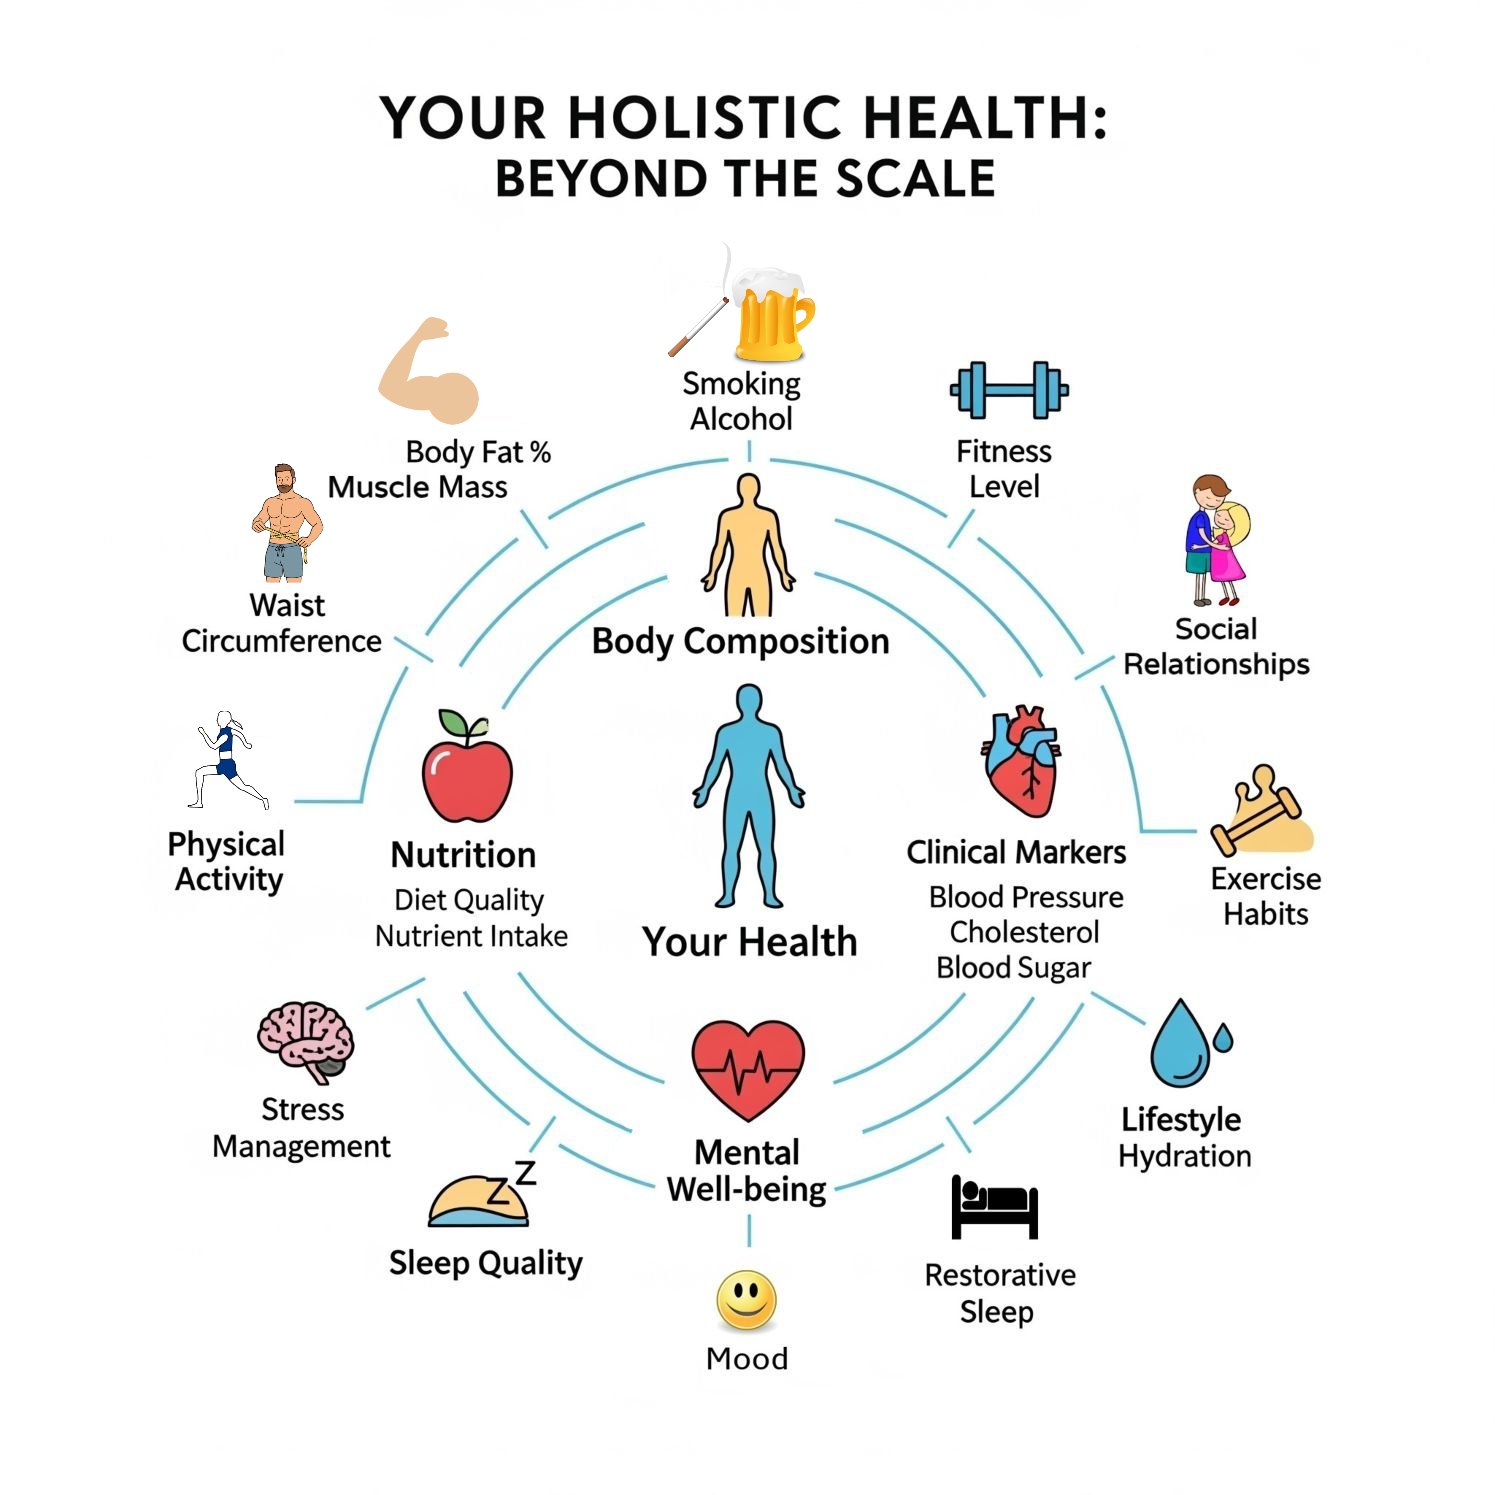 YOUR HOLISTIC HEALTH:
BEYOND THE SCALE
Smoking
Alcohol
Body Fat %
Muscle Mass
Fitness
Level
Waist
Circumference
Social
Relationships
Body Composition
Physical
Activity
Nutrition
Diet Quality
Nutrient Intake
Your Health
Clinical Markers
Blood Pressure
Cholesterol
Blood Sugar
Exercise
Habits
Stress
Management
Mental
Well-being
Lifestyle
Hydration
Z Z
Sleep Quality
Restorative
Sleep
Mood